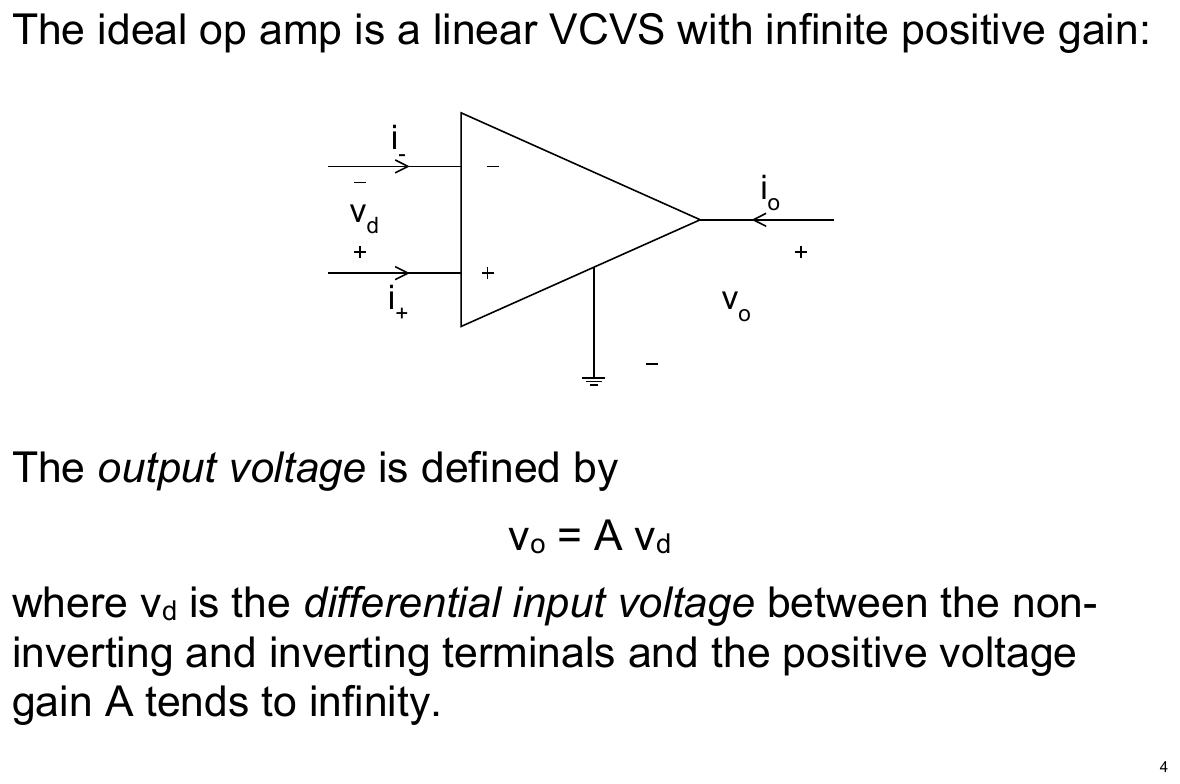 The ideal op amp is a linear VCVS with infinite positive gain:
i-
−
−
vd
+
+
i+
io
+
vo
−
The output voltage is defined by
vo = A vd
where vd is the differential input voltage between the non-
inverting and inverting terminals and the positive voltage
gain A tends to infinity.
4